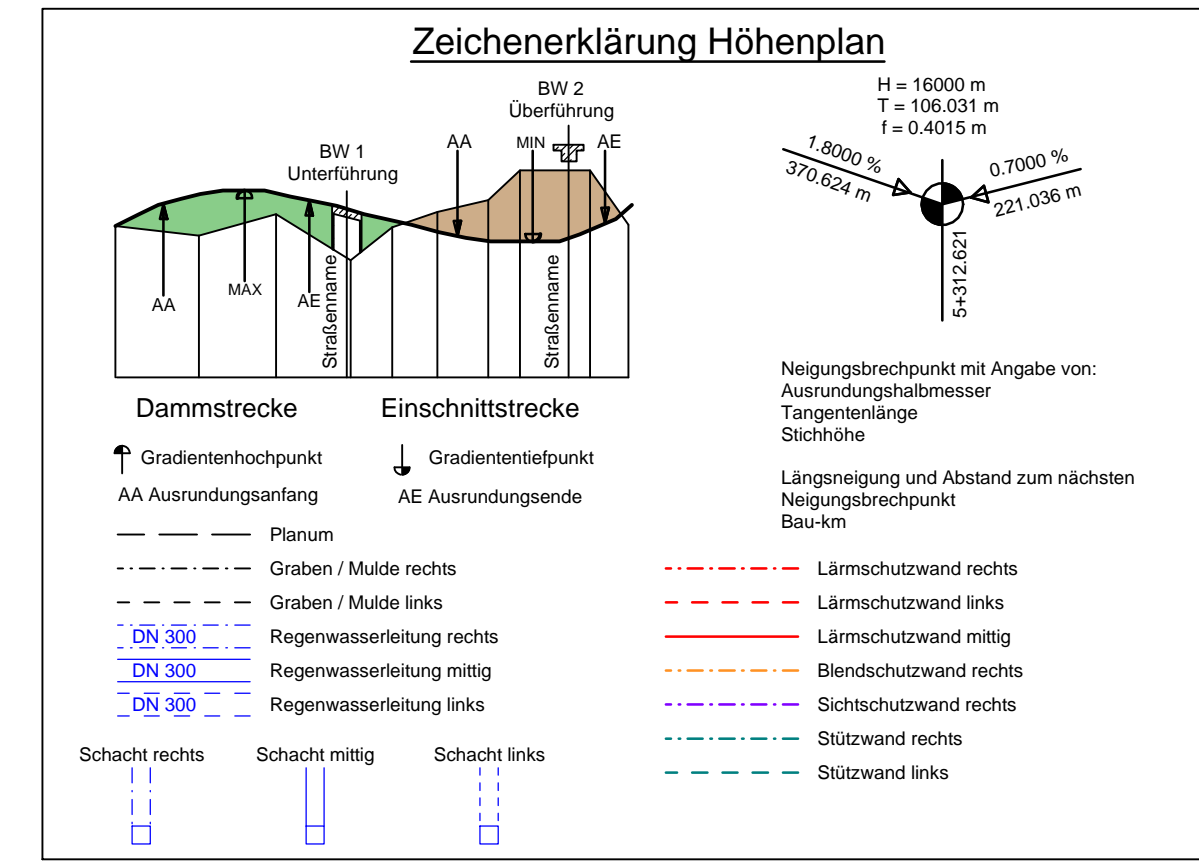 Zeichenerklärung Höhenplan
BW 1
Unterführung
BW 2
Überführung
AA
MIN
AE
AA
MAX
AE
Straßenname
Straßenname
H = 16000 m
T = 106.031 m
f = 0.4015 m
1.8000 %
370.624 m
0.7000 %
221.036 m
5+312.621
Dammstrecke
Einschnittstrecke
Gradientenhochpunkt
Gradiententiefpunkt
AA Ausrundungsanfang
AE Ausrundungsende
Neigungsbrechpunkt mit Angabe von:
Ausrundungshalbmesser
Tangentenlänge
Stichhöhe
Längsneigung und Abstand zum nächsten
Neigungsbrechpunkt
Bau-km
Planum
Graben / Mulde rechts
Graben / Mulde links
DN 300 Regenwasserleitung rechts
DN 300 Regenwasserleitung mittig
DN 300 Regenwasserleitung links
Lärmschutzwand rechts
Lärmschutzwand links
Lärmschutzwand mittig
Blendschutzwand rechts
Sichtschutzwand rechts
Stützwand rechts
Stützwand links
Schacht rechts
Schacht mittig
Schacht links